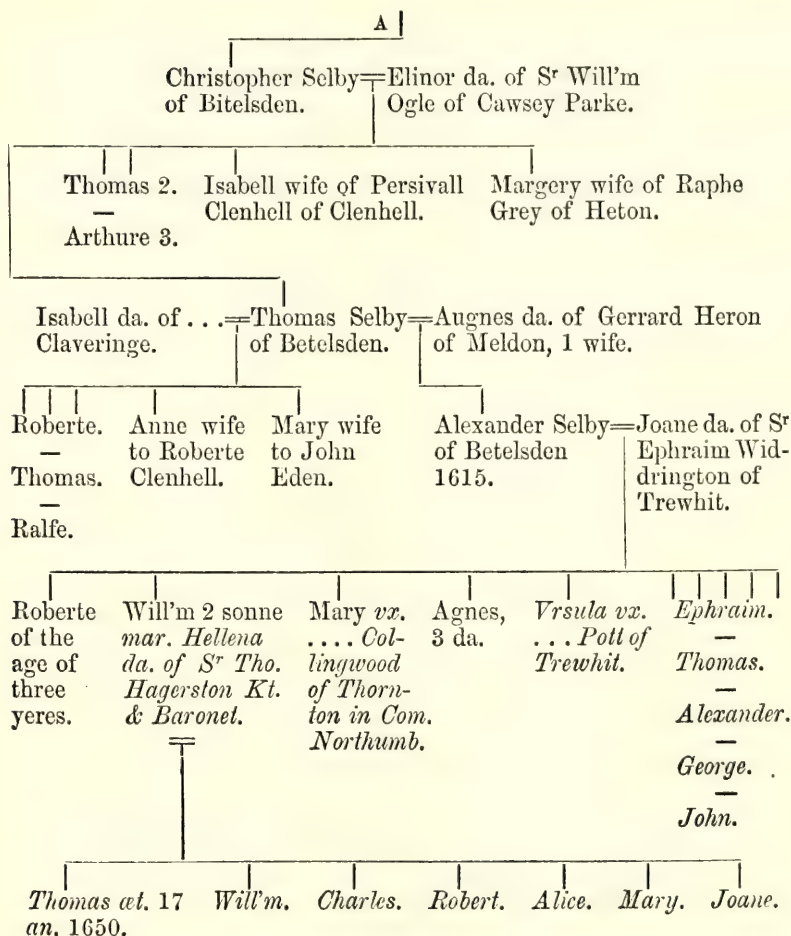 A
Christopher Selby=Elinor da. of Sʳ Will'm
of Bitelsden. Ogle of Cawsey Parke.
Thomas 2.
—
Arthure 3.
Isabell wife of Persivall
Clenhell of Clenhell.
Margery wife of Raphe
Grey of Heton.
Isabell da. of . . .=Thomas Selby=Augnes da. of Gerrard Heron
Claveringe. of Betelsden. of Meldon, 1 wife.
Roberte.
—
Thomas.
—
Ralfe.
Anne wife
to Roberte
Clenhell.
Mary wife
to John
Eden.
Alexander Selby=Joane da. of Sʳ
of Betelsden Ephraim Wid-
1615. drington of
Trewhit.
Roberte
of the
age of
three
yeres.
Will'm 2 sonne
mar. Hellena
da. of Sʳ Tho.
Hagerston Kt.
& Baronet.
Mary vx.
. . . . Col-
lingwood
of Thorn-
ton in Com.
Northumb.
Agnes,
3 da.
Vrsula vx.
. . . Pott of
Trewhit.
Ephraim.
—
Thomas.
—
Alexander.
—
George.
—
John.
Thomas æt. 17 Will'm. Charles. Robert. Alice. Mary. Joane.
an. 1650.